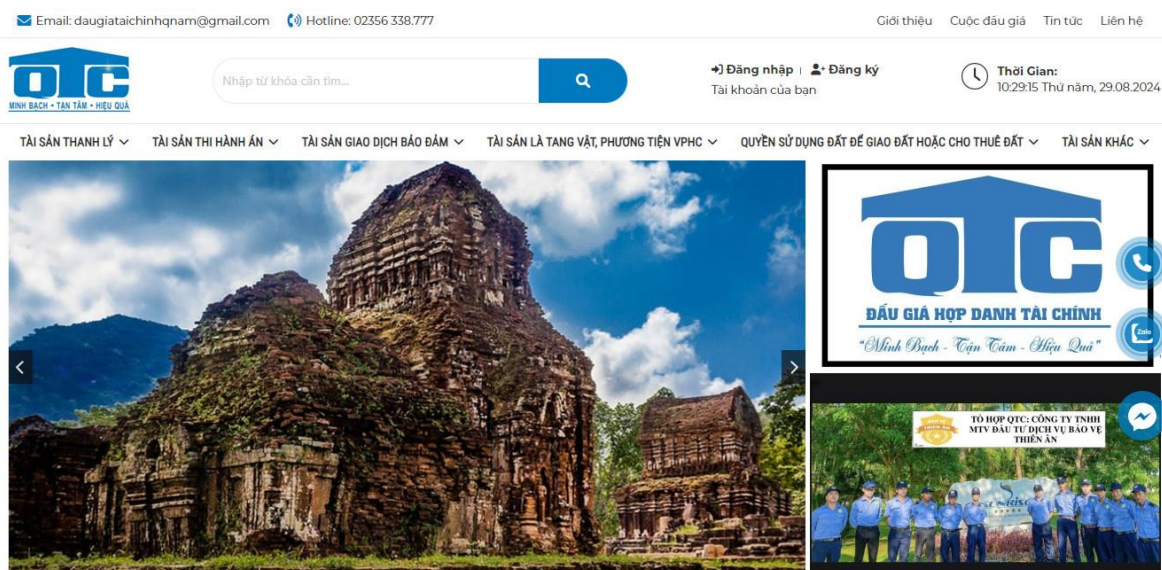 Email: daugiataichinhqnam@gmail.com
Hotline: 02356 338.777
Giới thiệu
Cuộc đấu giá
Tin tức
Liên hệ
QTC
MINH BẠCH • TẬN TÂM • HIỆU QUẢ
Nhập từ khóa cần tìm...
Đăng nhập | Đăng ký
Tài khoản của bạn
Thời Gian:
10:29:15 Thứ năm, 29.08.2024
TÀI SẢN THANH LÝ
TÀI SẢN THI HÀNH ÁN
TÀI SẢN GIAO DỊCH BẢO ĐẢM
TÀI SẢN LÀ TANG VẬT, PHƯƠNG TIỆN VPHC
QUYỀN SỬ DỤNG ĐẤT ĐỂ GIAO ĐẤT HOẶC CHO THUÊ ĐẤT
TÀI SẢN KHÁC
QTC
ĐẤU GIÁ HỢP DANH TÀI CHÍNH
“Minh Bạch - Tận Tâm - Hiệu Quả”
Zalo
TỔ HỢP QTC: CÔNG TY TNHH
MTV ĐẦU TƯ DỊCH VỤ BẢO VỆ
THIÊN ÂN